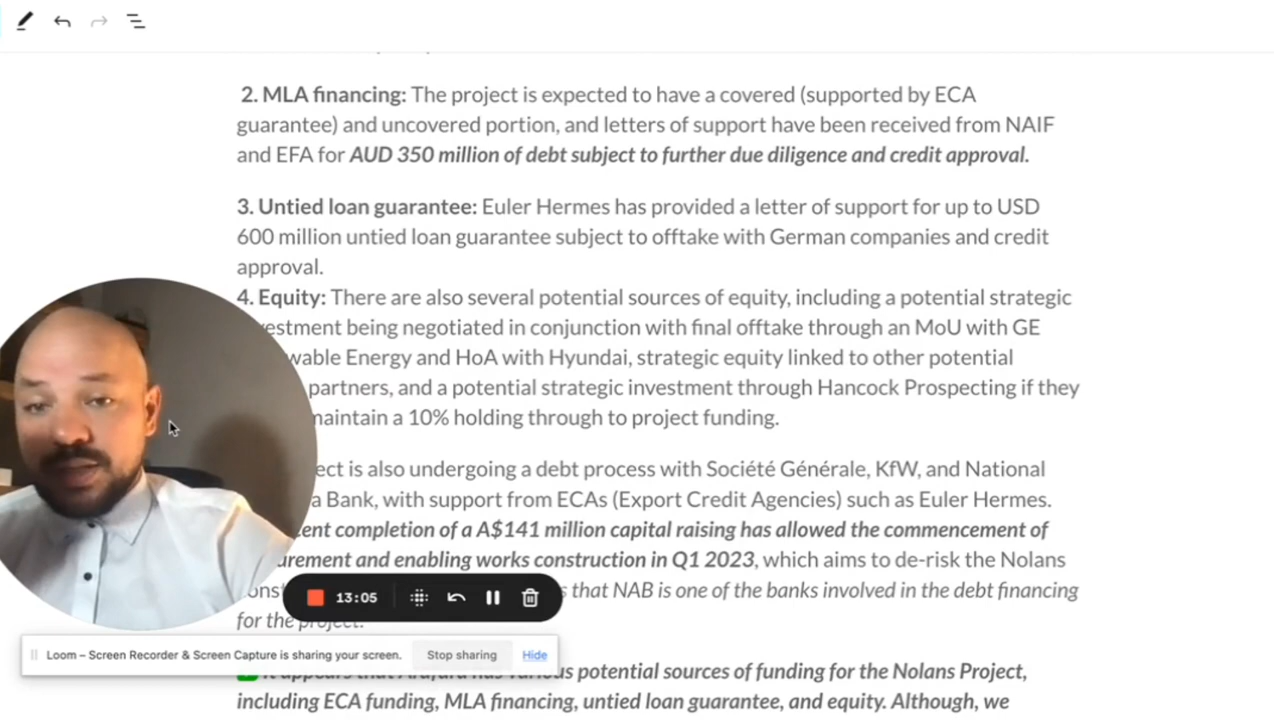 2. MLA financing: The project is expected to have a covered (supported by ECA
guarantee) and uncovered portion, and letters of support have been received from NAIF
and EFA for AUD 350 million of debt subject to further due diligence and credit approval.
3. Untied loan guarantee: Euler Hermes has provided a letter of support for up to USD
600 million untied loan guarantee subject to offtake with German companies and credit
approval.
4. Equity: There are also several potential sources of equity, including a potential strategic
vestment being negotiated in conjunction with final offtake through an MoU with GE
wable Energy and HoA with Hyundai, strategic equity linked to other potential
partners, and a potential strategic investment through Hancock Prospecting if they
maintain a 10% holding through to project funding.
ect is also undergoing a debt process with Société Générale, KfW, and National
a Bank, with support from ECAs (Export Credit Agencies) such as Euler Hermes.
ent completion of a A$141 million capital raising has allowed the commencement of
urement and enabling works construction in Q1 2023, which aims to de-risk the Nolans
s that NAB is one of the banks involved in the debt financing
for the project.
13:05
Loom – Screen Recorder & Screen Capture is sharing your screen. Stop sharing Hide
It appears that Arafura has various potential sources of funding for the Nolans Project,
including ECA funding, MLA financing, untied loan guarantee, and equity. Although, we